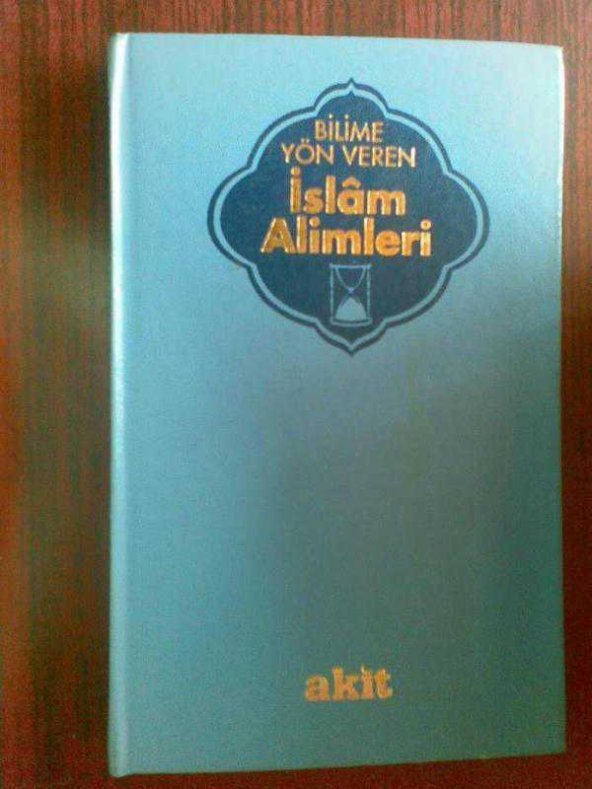 BİLİME
YÖN VEREN
İslâm
Alimleri
akit